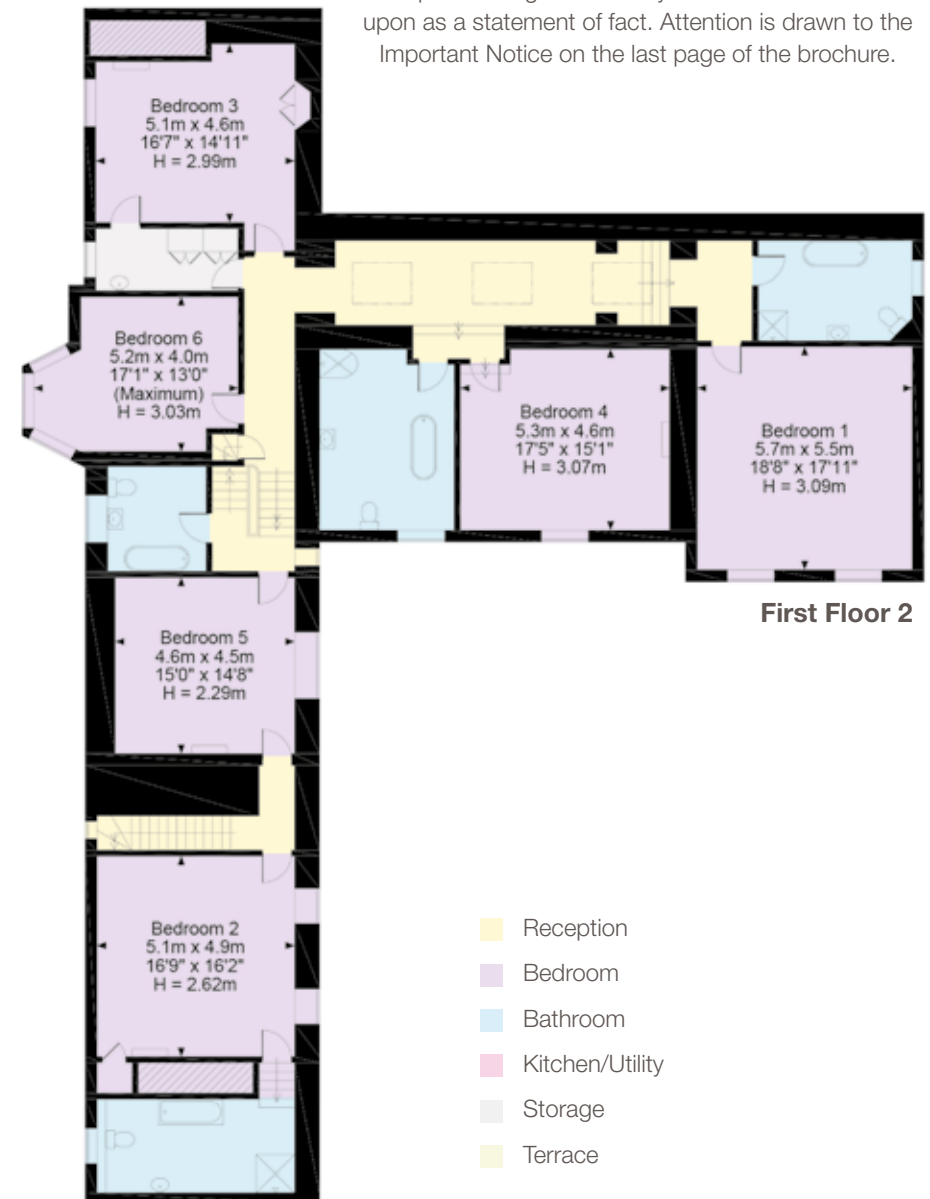 upon as a statement of fact. Attention is drawn to the
Important Notice on the last page of the brochure.
Bedroom 3
5.1m x 4.6m
16'7" x 14'11"
H = 2.99m
Bedroom 6
5.2m x 4.0m
17'1" x 13'0"
(Maximum)
H = 3.03m
Bedroom 4
5.3m x 4.6m
17'5" x 15'1"
H = 3.07m
Bedroom 1
5.7m x 5.5m
18'8" x 17'11"
H = 3.09m
First Floor 2
Bedroom 5
4.6m x 4.5m
15'0" x 14'8"
H = 2.29m
Bedroom 2
5.1m x 4.9m
16'9" x 16'2"
H = 2.62m
Reception
Bedroom
Bathroom
Kitchen/Utility
Storage
Terrace